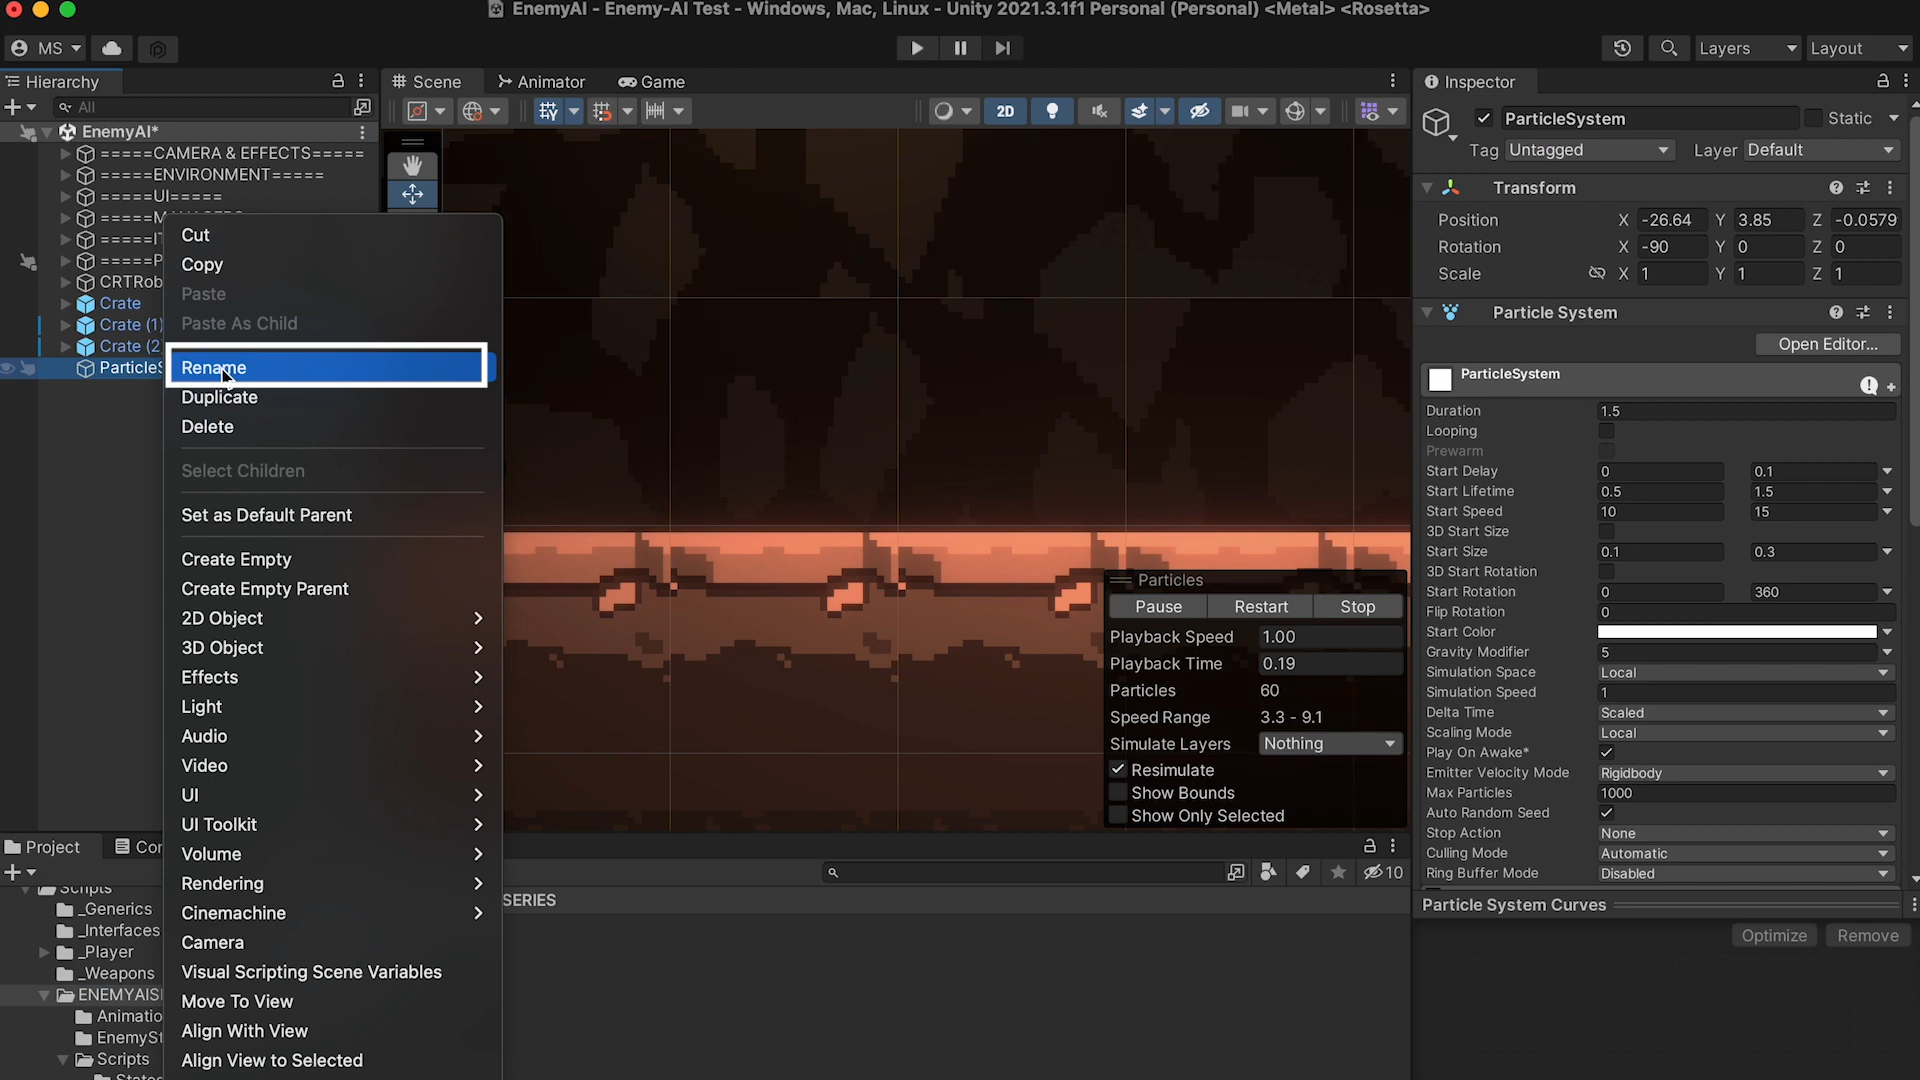 EnemyAI - Enemy-AI Test - Windows, Mac, Linux - Unity 2021.3.1f1 Personal (Personal) <Metal> <Rosetta>
MS
Layers
Layout
Hierarchy
All
EnemyAI*
=====CAMERA & EFFECTS=====
=====ENVIRONMENT=====
=====UI=====
CRTRob
Crate
Crate (1)
Crate (2)
ParticleS
Cut
Copy
Paste
Paste As Child
Rename
Duplicate
Delete
Select Children
Set as Default Parent
Create Empty
Create Empty Parent
2D Object
3D Object
Effects
Light
Audio
Video
UI
UI Toolkit
Volume
Rendering
Cinemachine
Camera
Visual Scripting Scene Variables
Move To View
Align With View
Align View to Selected
Scene
Animator
Game
2D
Particles
Pause
Restart
Stop
Playback Speed 1.00
Playback Time 0.19
Particles 60
Speed Range 3.3 - 9.1
Simulate Layers Nothing
Resimulate
Show Bounds
Show Only Selected
Project
Con
10
SERIES
Scripts
_Generics
_Interfaces
_Player
_Weapons
ENEMYAIS
Animatio
EnemySt
Scripts
Inspector
ParticleSystem
Static
Tag Untagged Layer Default
Transform
Position X -26.64 Y 3.85 Z -0.0579
Rotation X -90 Y 0 Z 0
Scale X 1 Y 1 Z 1
Particle System
Open Editor...
ParticleSystem
Duration 1.5
Looping
Prewarm
Start Delay 0 0.1
Start Lifetime 0.5 1.5
Start Speed 10 15
3D Start Size
Start Size 0.1 0.3
3D Start Rotation
Start Rotation 0 360
Flip Rotation 0
Start Color
Gravity Modifier 5
Simulation Space Local
Simulation Speed 1
Delta Time Scaled
Scaling Mode Local
Play On Awake*
Emitter Velocity Mode Rigidbody
Max Particles 1000
Auto Random Seed
Stop Action None
Culling Mode Automatic
Ring Buffer Mode Disabled
Particle System Curves
Optimize Remove